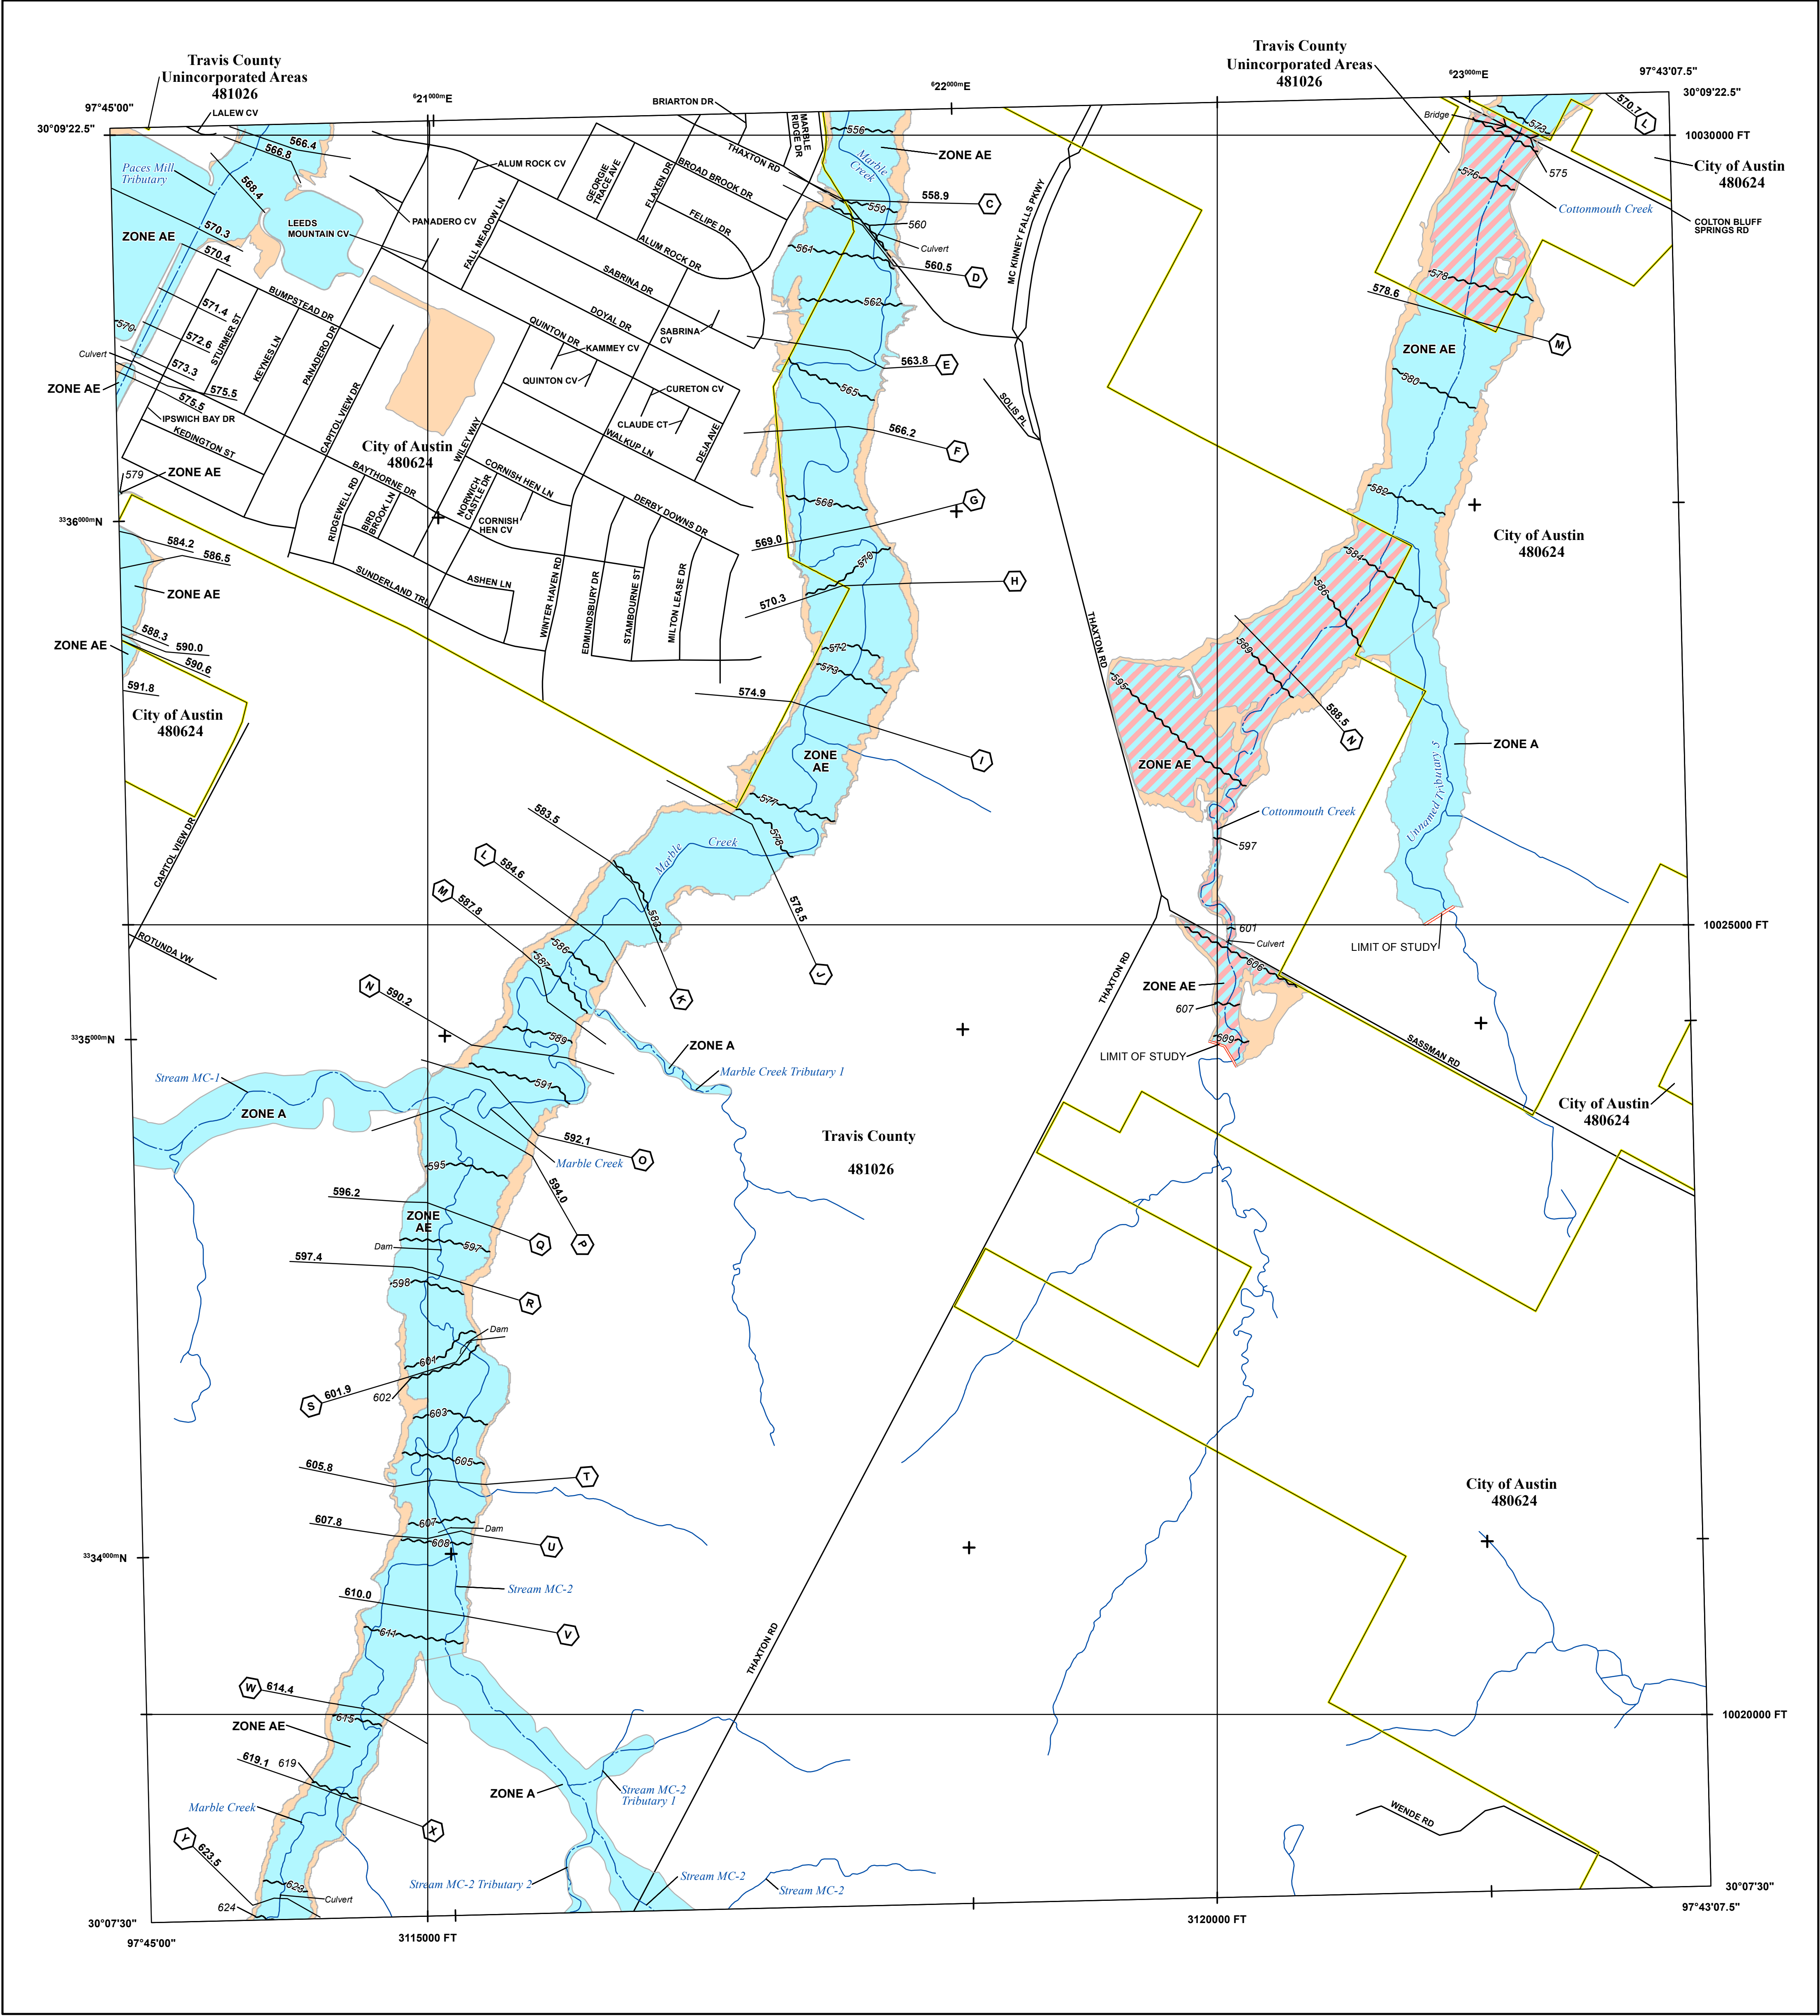 Travis County
Unincorporated Areas
481026
Travis County
Unincorporated Areas
481026
97°45'00"
⁶21⁰⁰⁰ᵐE
⁶22⁰⁰⁰ᵐE
⁶23⁰⁰⁰ᵐE
97°43'07.5"
30°09'22.5"
30°09'22.5"
LALEW CV
BRIARTON DR
566.4
566.8
568.4
Paces Mill
Tributary
ZONE AE
570.3
570.4
LEEDS
MOUNTAIN CV
ALUM ROCK CV
PANADERO CV
FALL MEADOW LN
GEORGIE
TRACE AVE
FLAXEN DR
BROAD BROOK DR
FELIPE DR
ALUM ROCK DR
THAXTON RD
MARBLE
RIDGE DR
556
Marble
Creek
ZONE AE
558.9
C
559
560
Culvert
560.5
D
561
562
563.8
E
565
566.2
F
568
G
569.0
570
570.3
H
572
573
574.9
I
ZONE
AE
577
578
578.5
J
MC KINNEY FALLS PKWY
SOLIS PL
THAXTON RD
Bridge
573
570.7
L
10030000 FT
City of Austin
480624
575
576
Cottonmouth Creek
COLTON BLUFF
SPRINGS RD
578
578.6
M
ZONE AE
580
582
City of Austin
480624
584
586
589
588.5
N
595
ZONE AE
Cottonmouth Creek
597
601
Culvert
606
ZONE AE
607
609
LIMIT OF STUDY
ZONE A
Unnamed Tributary 3
LIMIT OF STUDY
10025000 FT
SASSMAN RD
City of Austin
480624
571.4
572.6
573.3
575.5
575.5
570
Culvert
ZONE AE
BUMPSTEAD DR
STURMER ST
KEYNES LN
PANADERO DR
CAPITOL VIEW DR
IPSWICH BAY DR
KEDINGTON ST
579
ZONE AE
SABRINA DR
DOYAL DR
SABRINA
CV
QUINTON DR
KAMMEY CV
QUINTON CV
CURETON CV
CLAUDE CT
WALKUP LN
DEJA AVE
WILEY WAY
City of Austin
480624
BAYTHORNE DR
CORNISH HEN LN
NORWICH
CASTLE DR
CORNISH
HEN CV
RIDGEWELL RD
BIRD
BROOK LN
DERBY DOWNS DR
ASHEN LN
SUNDERLAND TRL
WINTER HAVEN RD
EDMUNDSBURY DR
STAMBOURNE ST
MILTON LEASE DR
³³36⁰⁰⁰ᵐN
584.2
586.5
ZONE AE
588.3
590.0
590.6
ZONE AE
591.8
City of Austin
480624
CAPITOL VIEW DR
ROTUNDA VW
583.5
Marble
Creek
L
584.6
M
587.8
583
K
586
587
N
590.2
589
591
ZONE A
Marble Creek Tributary 1
³³35⁰⁰⁰ᵐN
Stream MC-1
ZONE A
592.1
O
Marble Creek
594.0
P
595
596.2
ZONE
AE
Q
Dam
597
597.4
598
R
Dam
601
601.9
S
602
603
605
605.8
T
607
Dam
607.8
608
U
³³34⁰⁰⁰ᵐN
Stream MC-2
610.0
V
611
W
614.4
615
ZONE AE
619.1
619
X
Marble Creek
Y
623.5
623
Culvert
624
ZONE A
Stream MC-2
Tributary 1
Stream MC-2 Tributary 2
Stream MC-2
Stream MC-2
Travis County
481026
THAXTON RD
THAXTON RD
City of Austin
480624
10020000 FT
WENDE RD
30°07'30"
30°07'30"
97°45'00"
3115000 FT
3120000 FT
97°43'07.5"